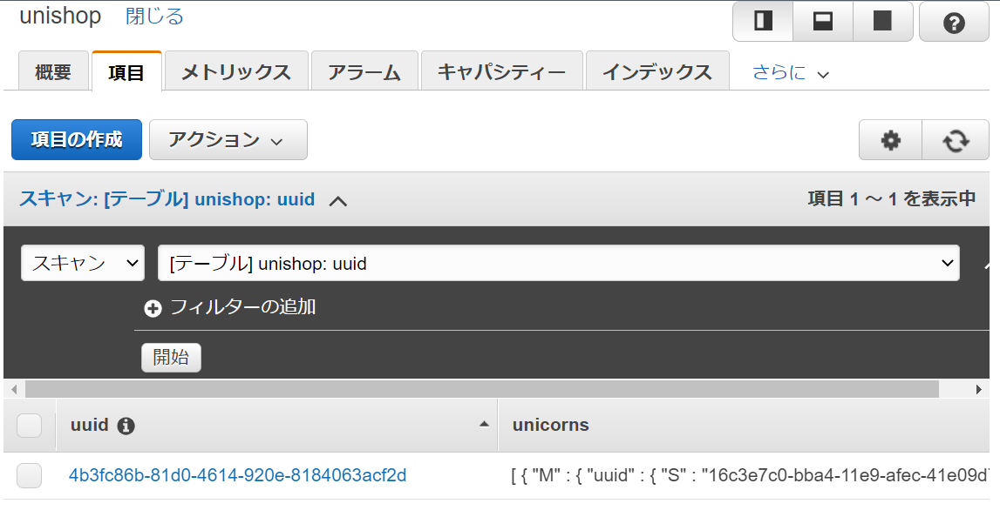 unishop 閉じる
概要 項目 メトリックス アラーム キャパシティー インデックス さらに
項目の作成 アクション
スキャン: [テーブル] unishop: uuid 項目 1 ～ 1 を表示中
スキャン [テーブル] unishop: uuid
フィルターの追加
開始
uuid unicorns
4b3fc86b-81d0-4614-920e-8184063acf2d [ { "M" : { "uuid" : { "S" : "16c3e7c0-bba4-11e9-afec-41e09d